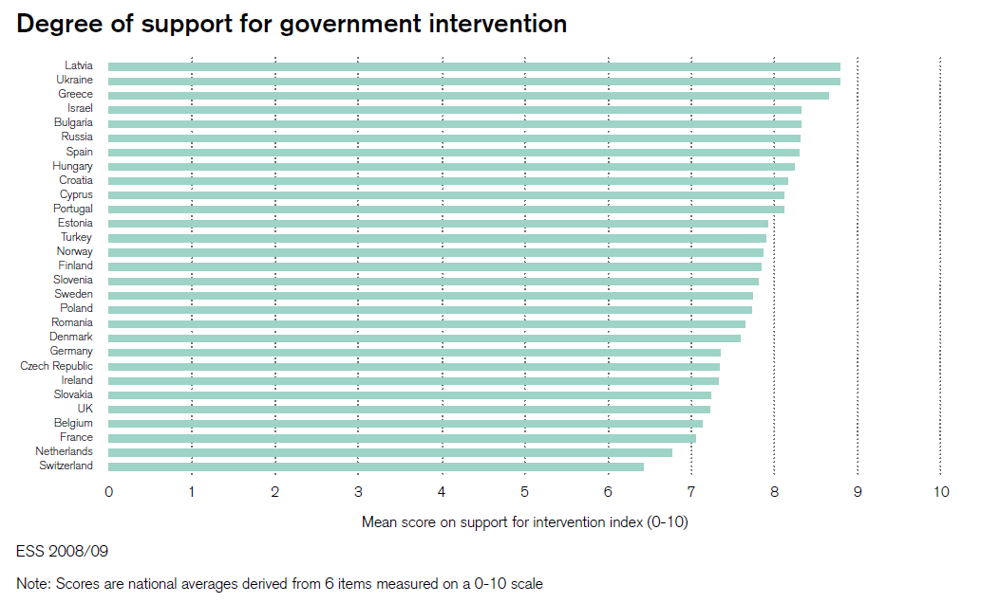 Degree of support for government intervention
Latvia
Ukraine
Greece
Israel
Bulgaria
Russia
Spain
Hungary
Croatia
Cyprus
Portugal
Estonia
Turkey
Norway
Finland
Slovenia
Sweden
Poland
Romania
Denmark
Germany
Czech Republic
Ireland
Slovakia
UK
Belgium
France
Netherlands
Switzerland
0 1 2 3 4 5 6 7 8 9 10
Mean score on support for intervention index (0-10)
ESS 2008/09
Note: Scores are national averages derived from 6 items measured on a 0-10 scale